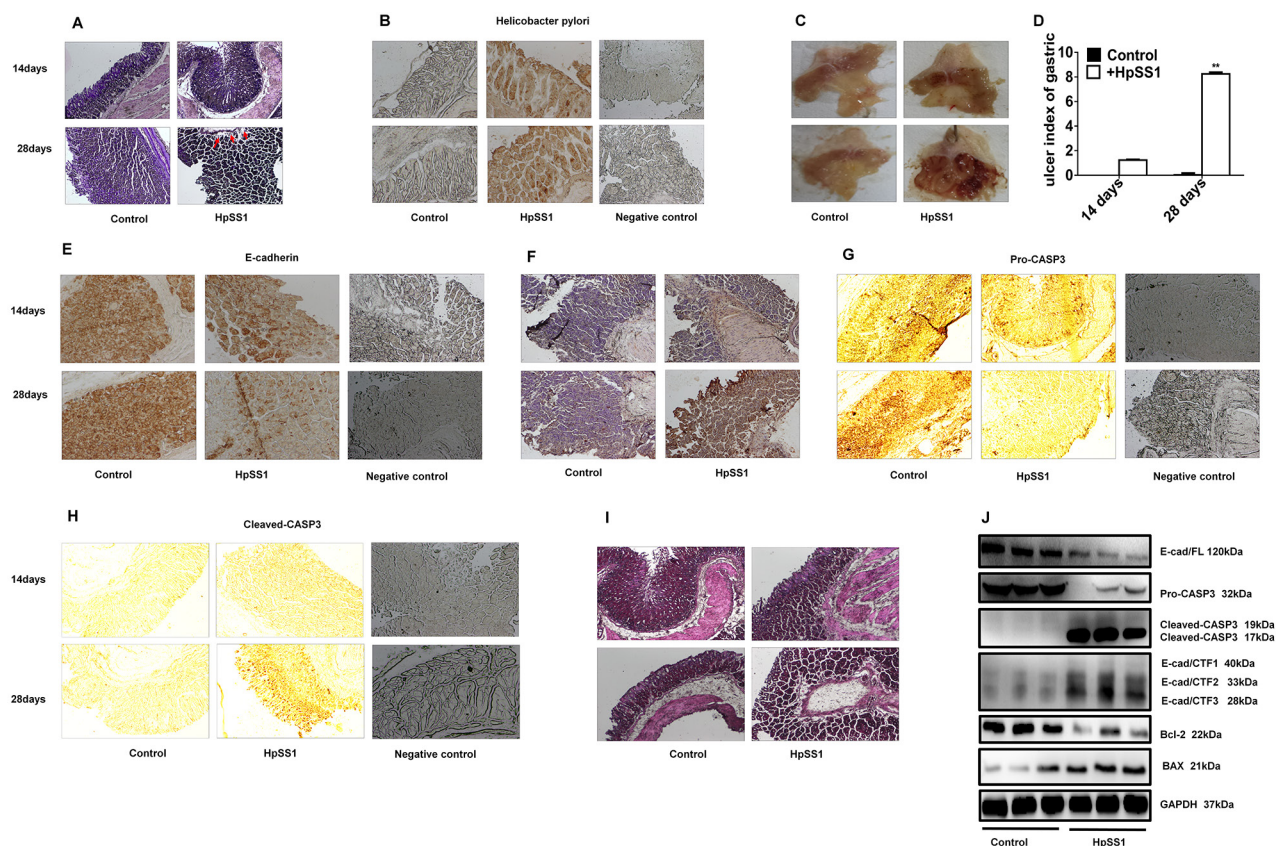 A
14days
28days
Control
HpSS1
B
Helicobacter pylori
Control
HpSS1
Negative control
C
Control
HpSS1
D
Control
+HpSS1
ulcer index of gastric
10
8
6
4
2
0
**
14 days
28 days
E
E-cadherin
14days
28days
Control
HpSS1
Negative control
F
Control
HpSS1
G
Pro-CASP3
Control
HpSS1
Negative control
H
Cleaved-CASP3
14days
28days
Control
HpSS1
Negative control
I
Control
HpSS1
J
E-cad/FL 120kDa
Pro-CASP3 32kDa
Cleaved-CASP3 19kDa
Cleaved-CASP3 17kDa
E-cad/CTF1 40kDa
E-cad/CTF2 33kDa
E-cad/CTF3 28kDa
Bcl-2 22kDa
BAX 21kDa
GAPDH 37kDa
Control
HpSS1